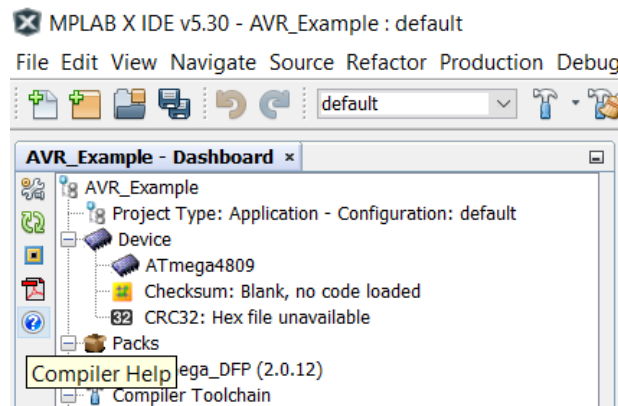 MPLAB X IDE v5.30 - AVR_Example : default
File Edit View Navigate Source Refactor Production Debug
default
AVR_Example - Dashboard ×
AVR_Example
Project Type: Application - Configuration: default
Device
ATmega4809
Checksum: Blank, no code loaded
32 CRC32: Hex file unavailable
Packs
ega_DFP (2.0.12)
Compiler Help
Compiler Toolchain